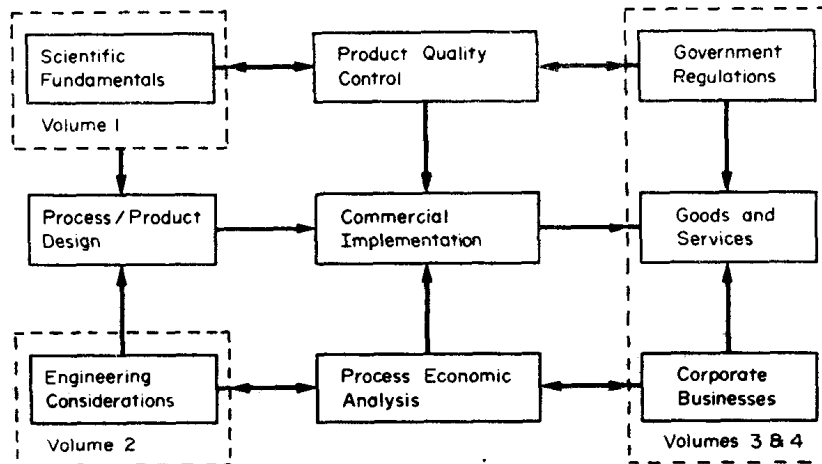 Scientific
Fundamentals
Volume 1
Product Quality
Control
Government
Regulations
Process / Product
Design
Commercial
Implementation
Goods and
Services
Engineering
Considerations
Volume 2
Process Economic
Analysis
Corporate
Businesses
Volumes 3 & 4